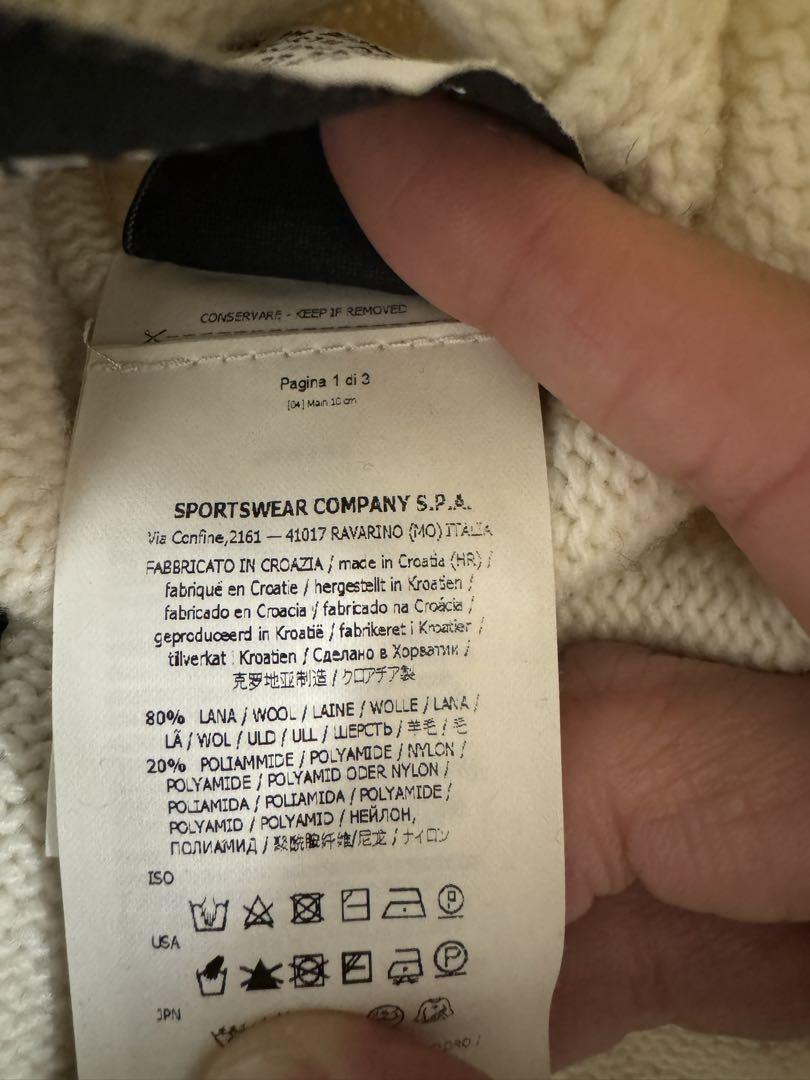 CONSERVARE - KEEP IF REMOVED
Pagina 1 di 3
[04] Main 10 cm
SPORTSWEAR COMPANY S.P.A.
Via Confine,2161 — 41017 RAVARINO (MO) ITALIA
FABBRICATO IN CROAZIA / made in Croatia (HR) /
fabriqué en Croatie / hergestellt in Kroatien /
fabricado en Croacia / fabricado na Croácia /
geproduceerd in Kroatië / fabrikeret i Kroatien /
tillverkat i Kroatien / Сделано в Хорватии /
克罗地亚制造 / クロアチア製
80% LANA / WOOL / LAINE / WOLLE / LANA /
LÃ / WOL / ULD / ULL / ШЕРСТЬ / 羊毛 / 毛
20% POLIAMMIDE / POLYAMIDE / NYLON /
POLYAMIDE / POLYAMID ODER NYLON /
POLIAMIDA / POLIAMIDA / POLYAMIDE /
POLYAMID / POLYAMID / НЕЙЛОН,
ПОЛИАМИД / 聚酰胺纤维/尼龙 / ナイロン
ISO
P
USA
P
JPN